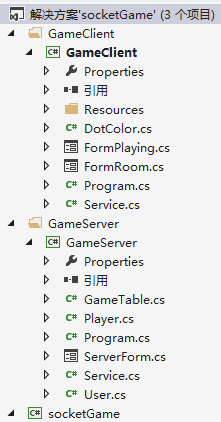 解决方案'socketGame' (3 个项目)
GameClient
GameClient
Properties
引用
Resources
DotColor.cs
FormPlaying.cs
FormRoom.cs
Program.cs
Service.cs
GameServer
GameServer
Properties
引用
GameTable.cs
Player.cs
Program.cs
ServerForm.cs
Service.cs
User.cs
socketGame